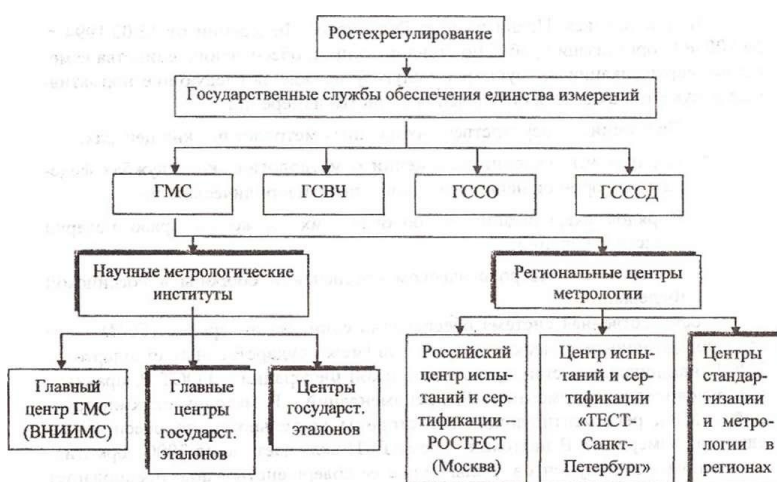 Ростехрегулирование
Государственные службы обеспечения единства измерений
ГМС
ГСВЧ
ГССО
ГСССД
Научные метрологические
институты
Региональные центры
метрологии
Главный
центр ГМС
(ВНИИМС)
Главные
центры
государст.
эталонов
Центры
государст.
эталонов
Российский
центр испы-
таний и сер-
тификации -
РОСТЕСТ
(Москва)
Центр испы-
таний и сер-
тификации
«ТЕСТ-
Санкт-
Петербург»
Центры
стандар-
тизации
и метро-
логии в
регионах